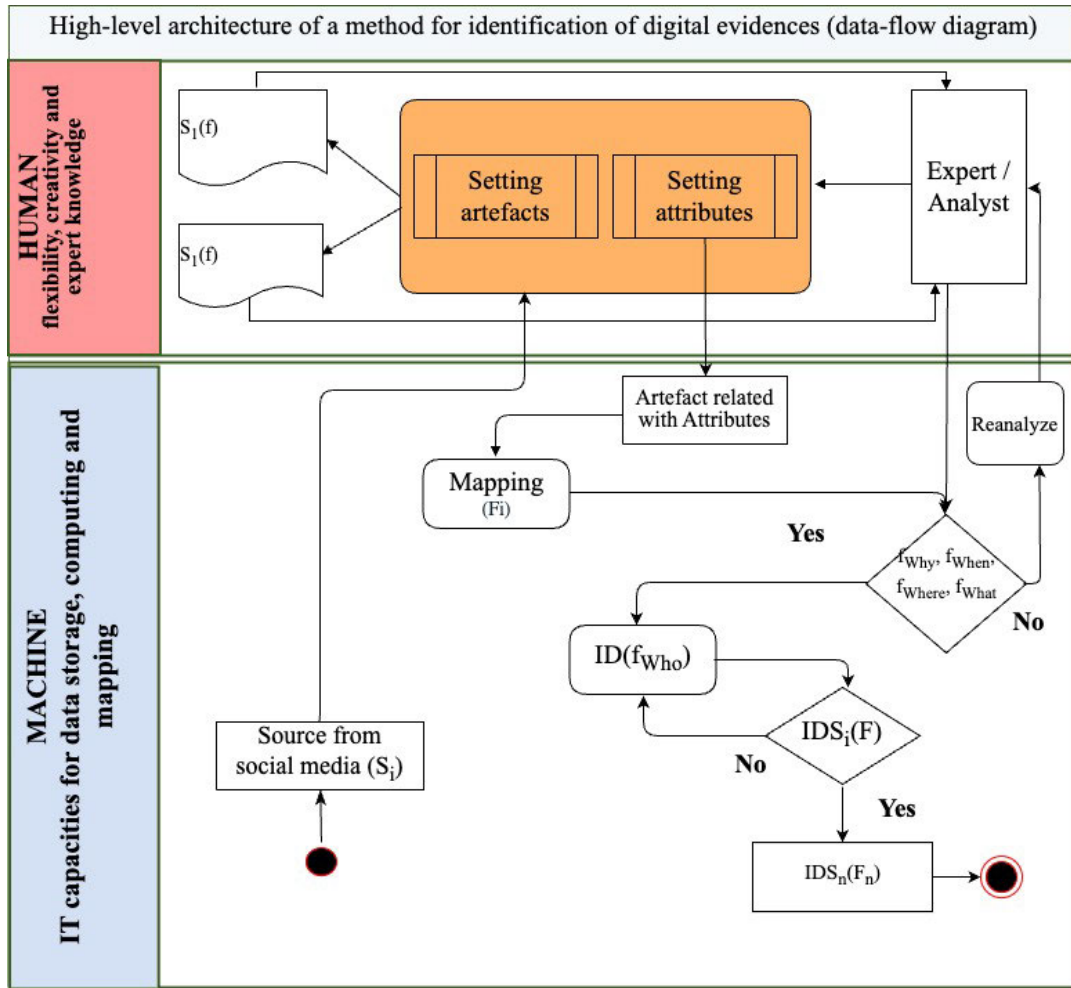 High-level architecture of a method for identification of digital evidences (data-flow diagram)
HUMAN
flexibility, creativity and
expert knowledge
S1(f)
S1(f)
Setting
artefacts
Setting
attributes
Expert /
Analyst
MACHINE
IT capacities for data storage, computing and
mapping
Artefact related
with Attributes
Reanalyze
Mapping
(Fi)
Yes
fWhy, fWhen,
fWhere, fWhat
No
ID(fWho)
IDSi(F)
No
Yes
Source from
social media (Si)
IDSn(Fn)